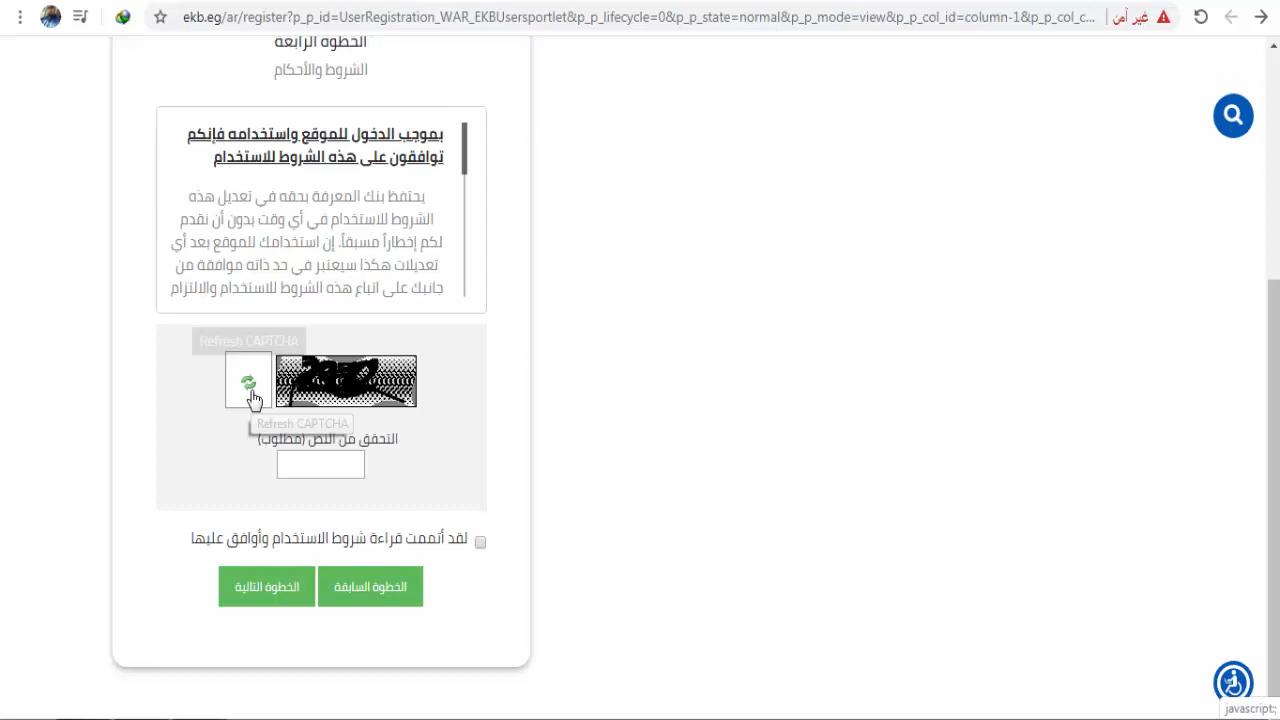 ekb.eg/ar/register?p_p_id=UserRegistration_WAR_EKBUsersportlet&p_p_lifecycle=0&p_p_state=normal&p_p_mode=view&p_p_col_id=column-1&p_p_col_c...
غير آمن
الخطوه الرابعه
الشروط والأحكام
بموجب الدخول للموقع واستخدامه فإنكم
توافقون على هذه الشروط للاستخدام
يحتفظ بنك المعرفة بحقه في تعديل هذه
الشروط للاستخدام في أي وقت بدون أن نقدم
لكم إخطاراً مسبقاً. إن استخدامك للموقع بعد أي
تعديلات هكذا سيعتبر في حد ذاته موافقة من
جانبك على اتباع هذه الشروط للاستخدام والالتزام
Refresh CAPTCHA
Refresh CAPTCHA
التحقق من النص (مطلوب)
لقد أتممت قراءة شروط الاستخدام وأوافق عليها
الخطوة السابقة
الخطوة التالية
javascript:;